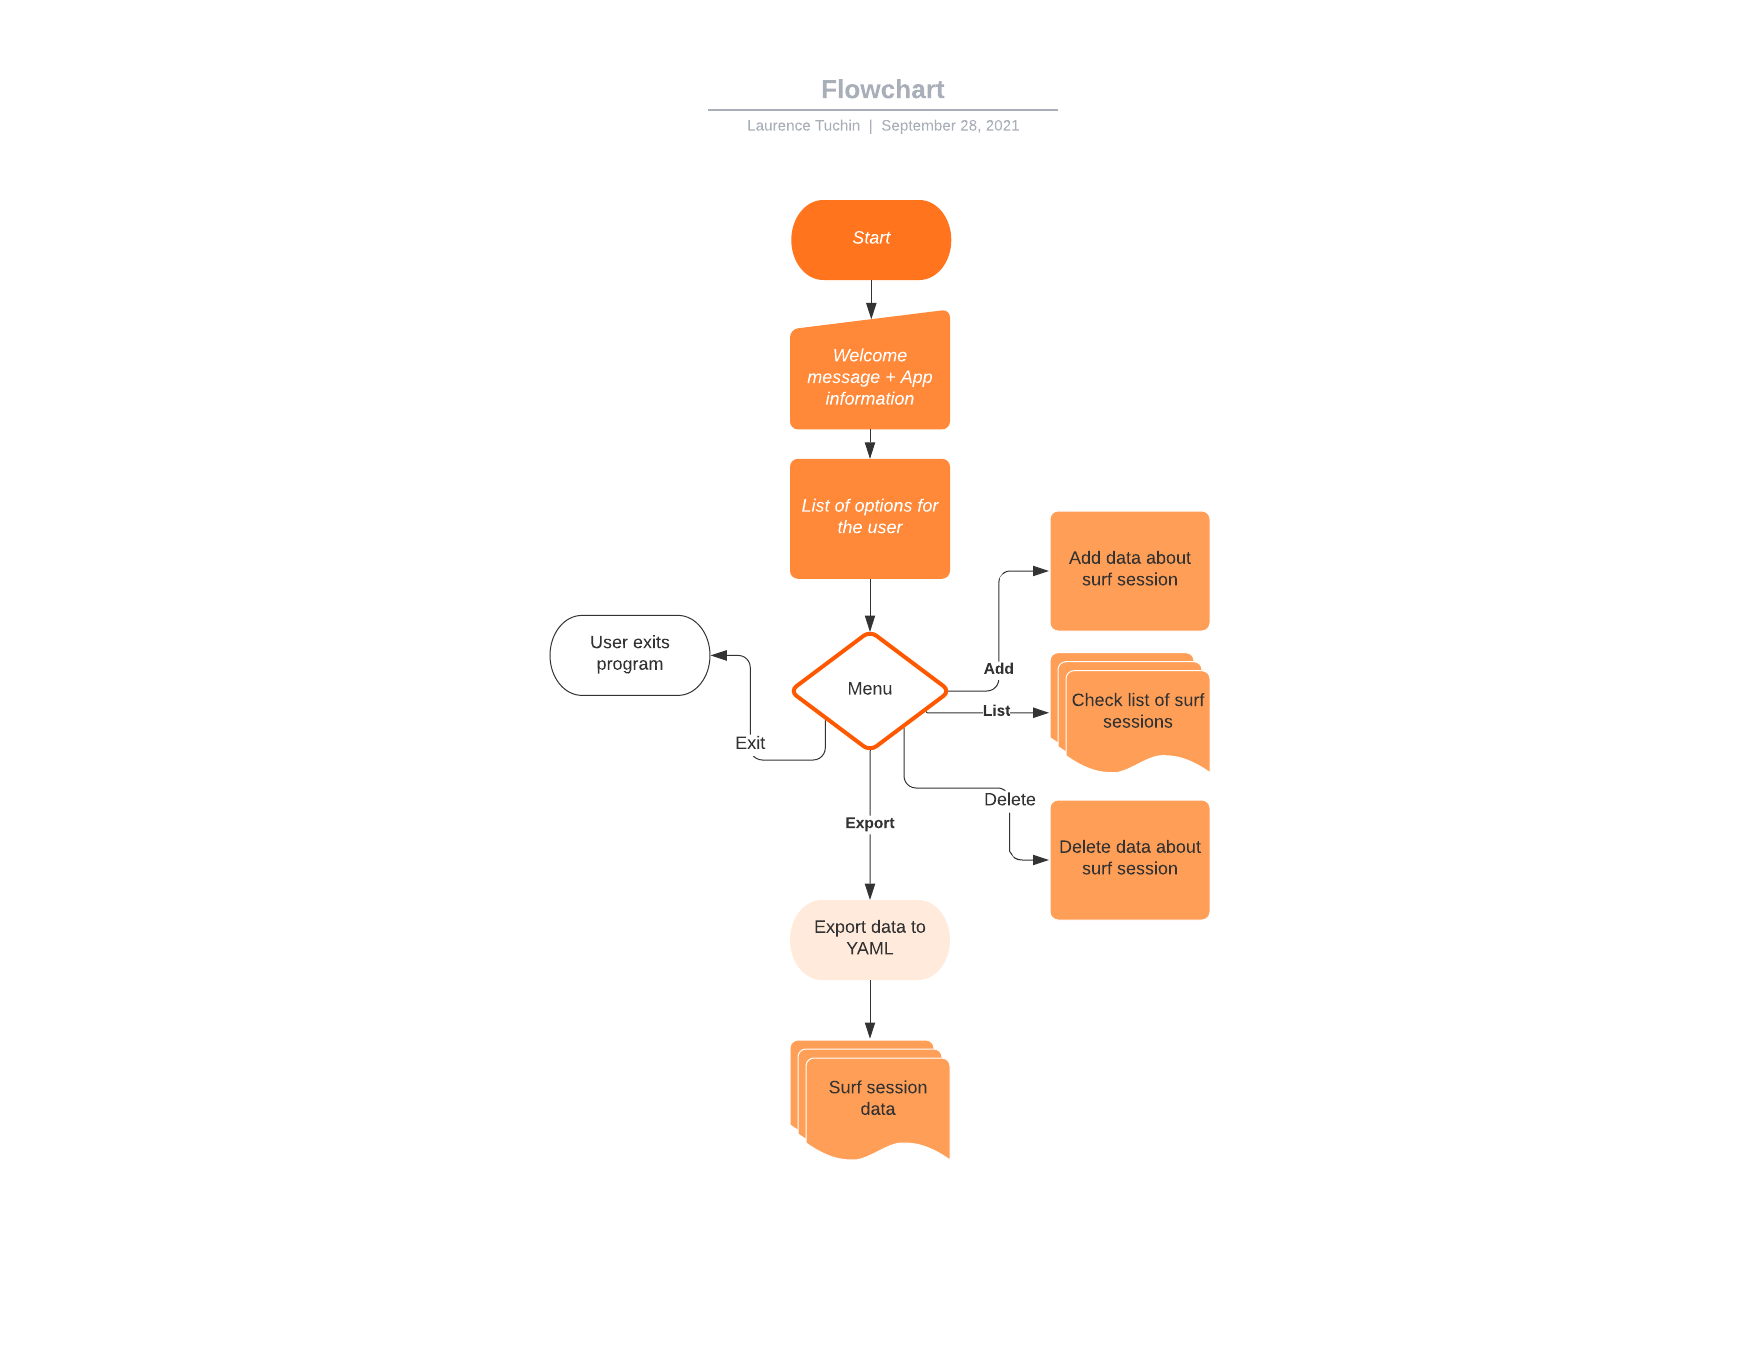 Flowchart
Laurence Tuchin | September 28, 2021
Start
Welcome
message + App
information
List of options for
the user
Add data about
surf session
User exits
program
Menu
Add
List
Check list of surf
sessions
Exit
Delete
Export
Delete data about
surf session
Export data to
YAML
Surf session
data